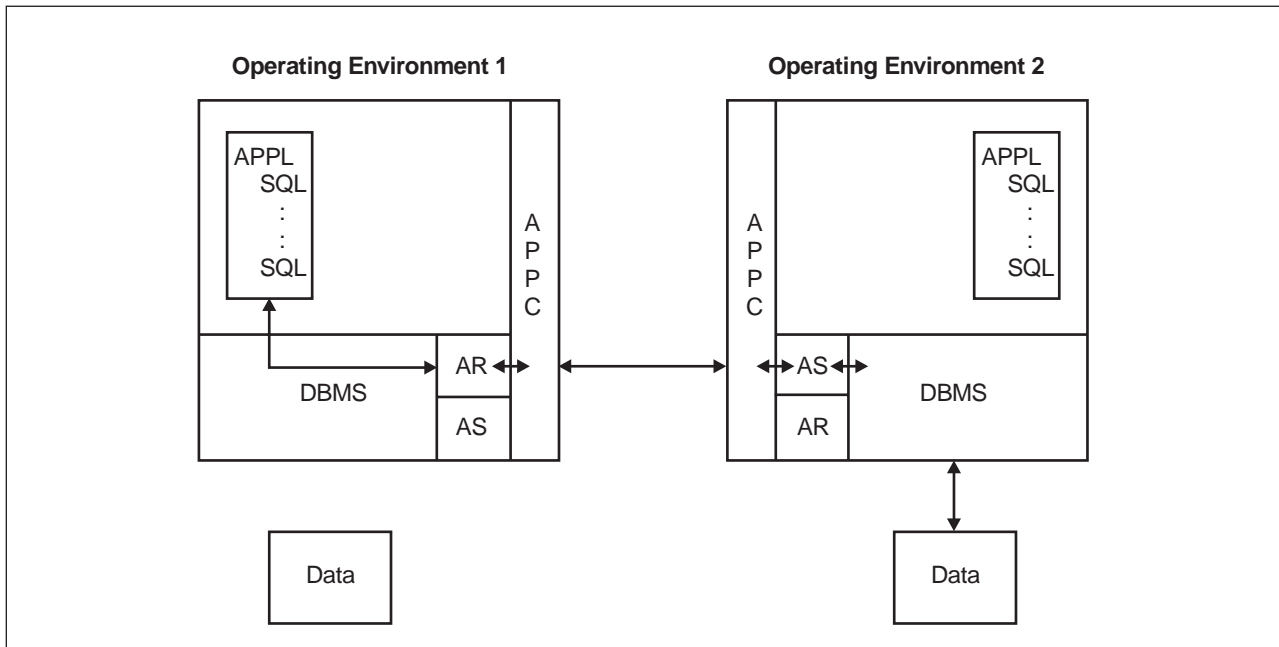 Operating Environment 1
Operating Environment 2
APPL
SQL
:
:
SQL
A
P
P
C
DBMS
AR
AS
Data
A
P
P
C
APPL
SQL
:
:
SQL
AS
AR
DBMS
Data